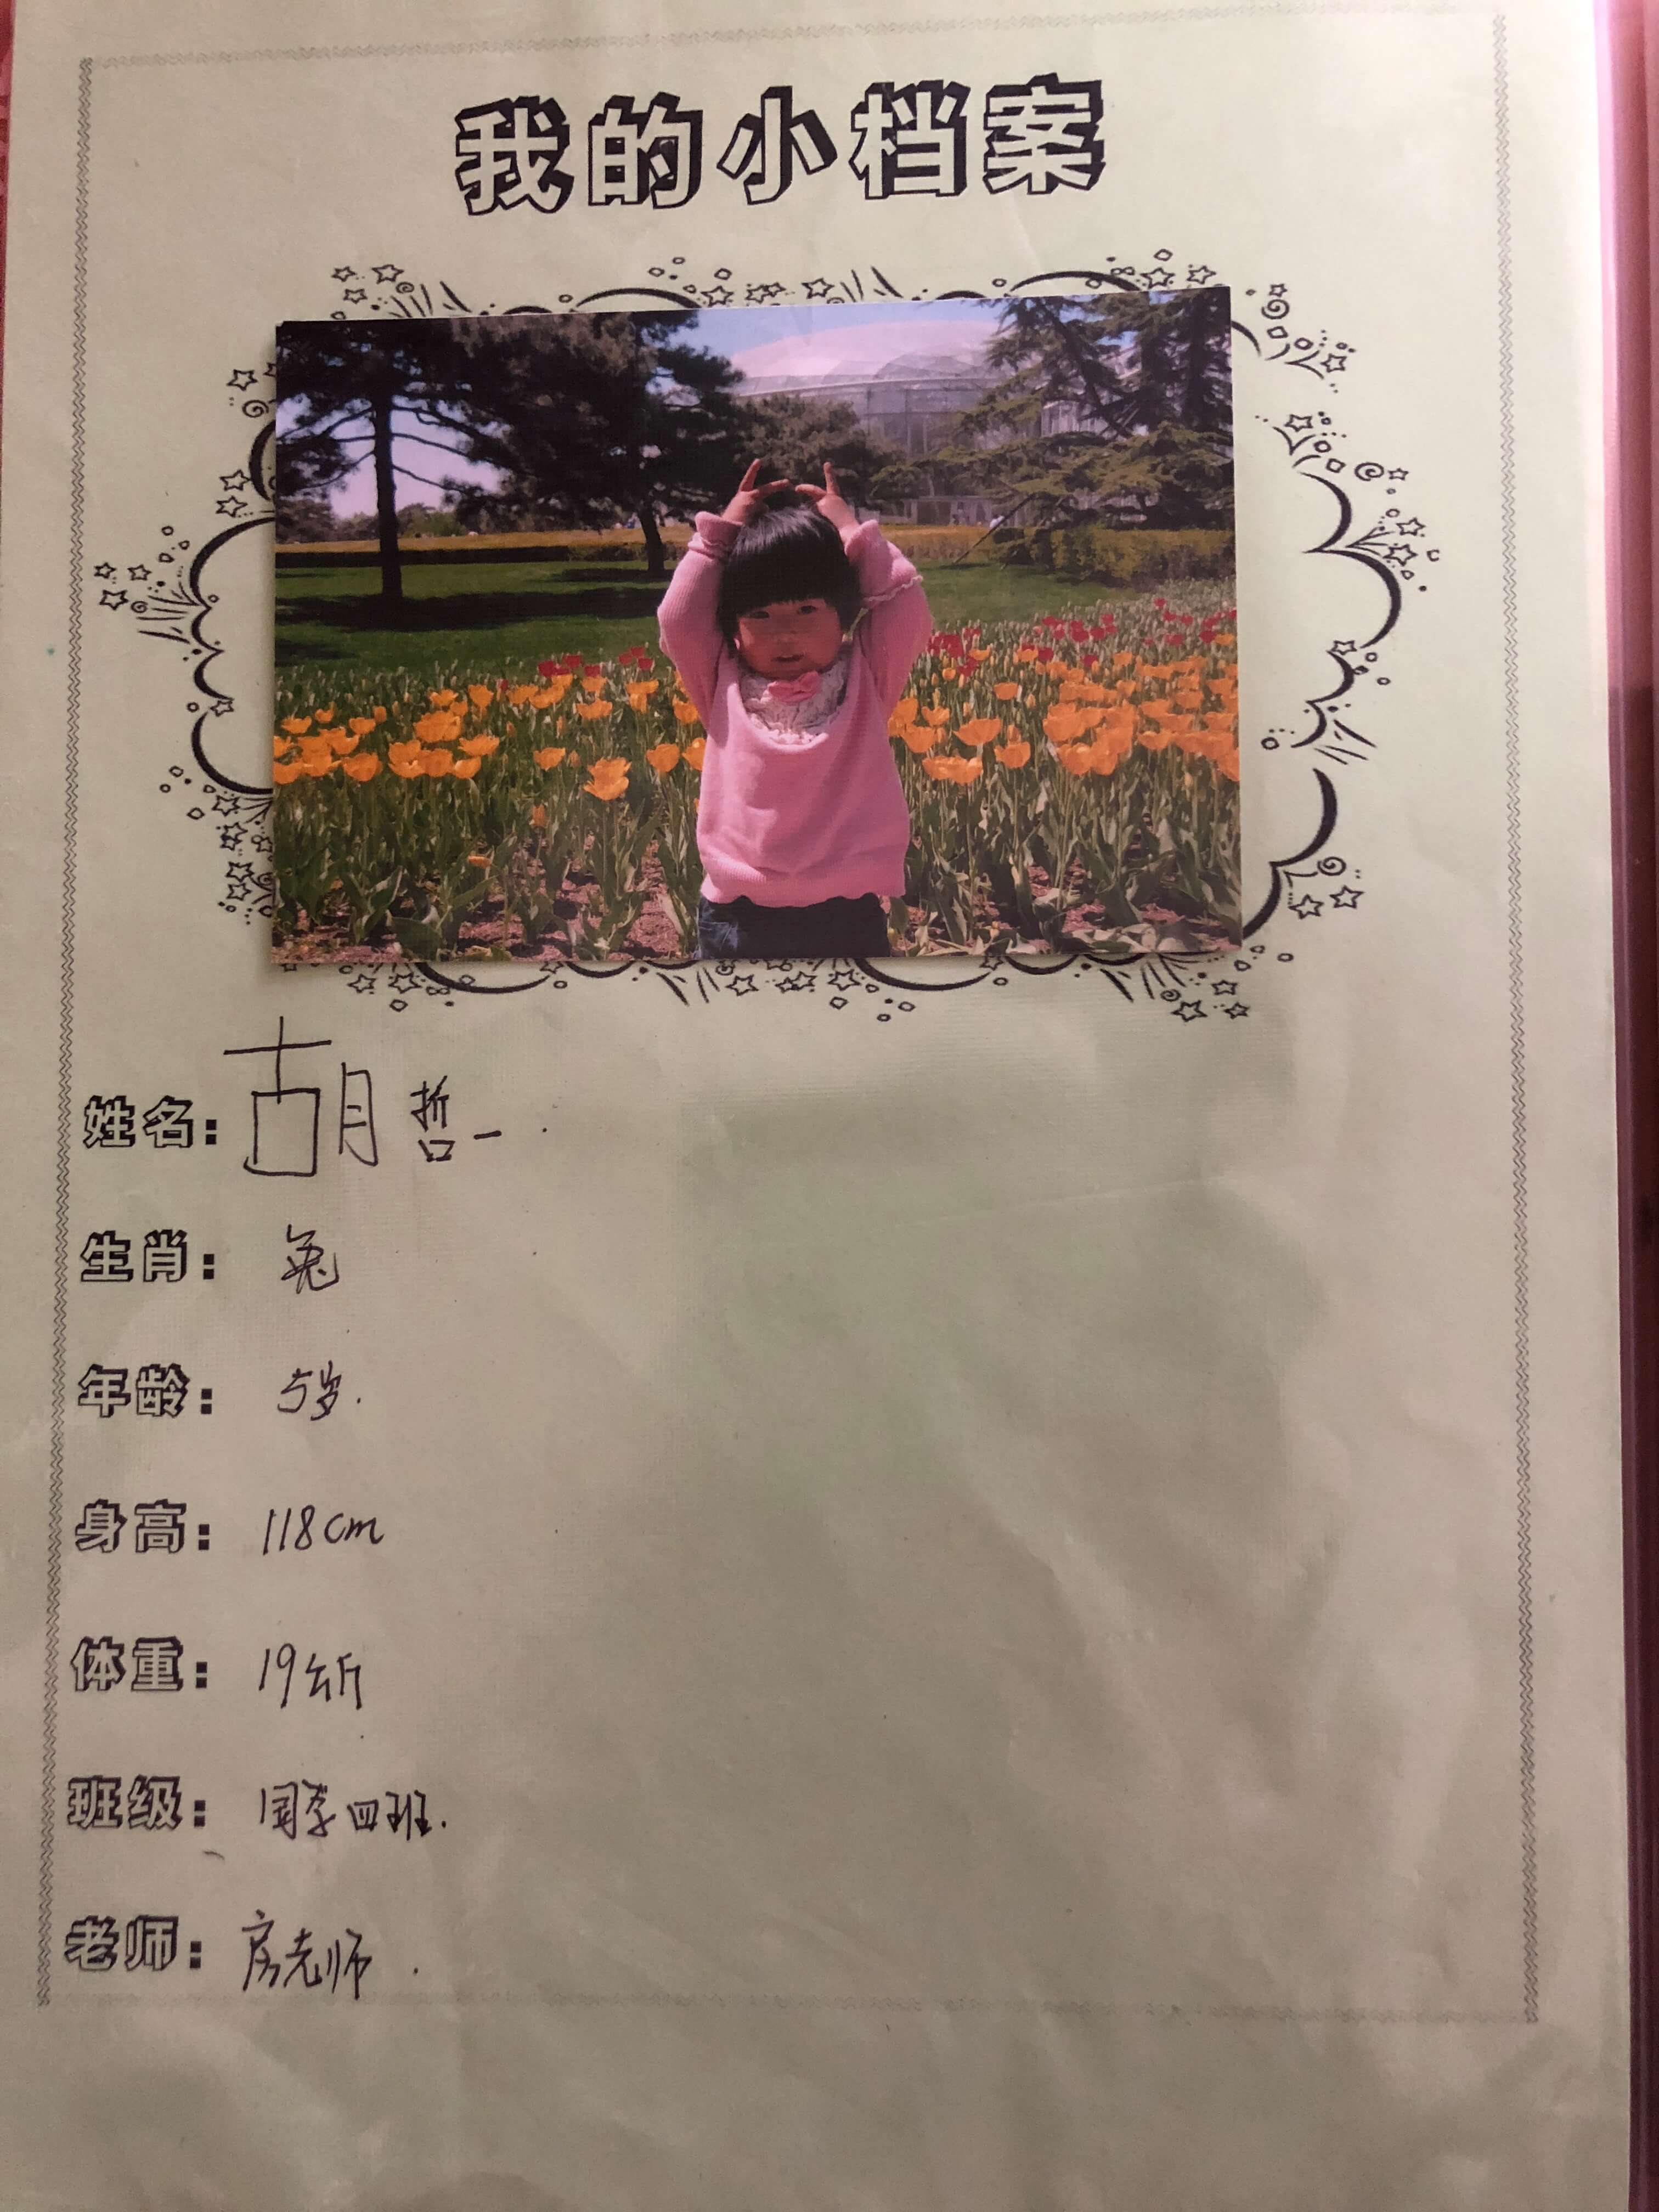 我的小档案
姓名：胡哲一
生肖：兔
年龄：5岁.
身高：118cm
体重：19公斤
班级：国学四班.
老师：房老师.